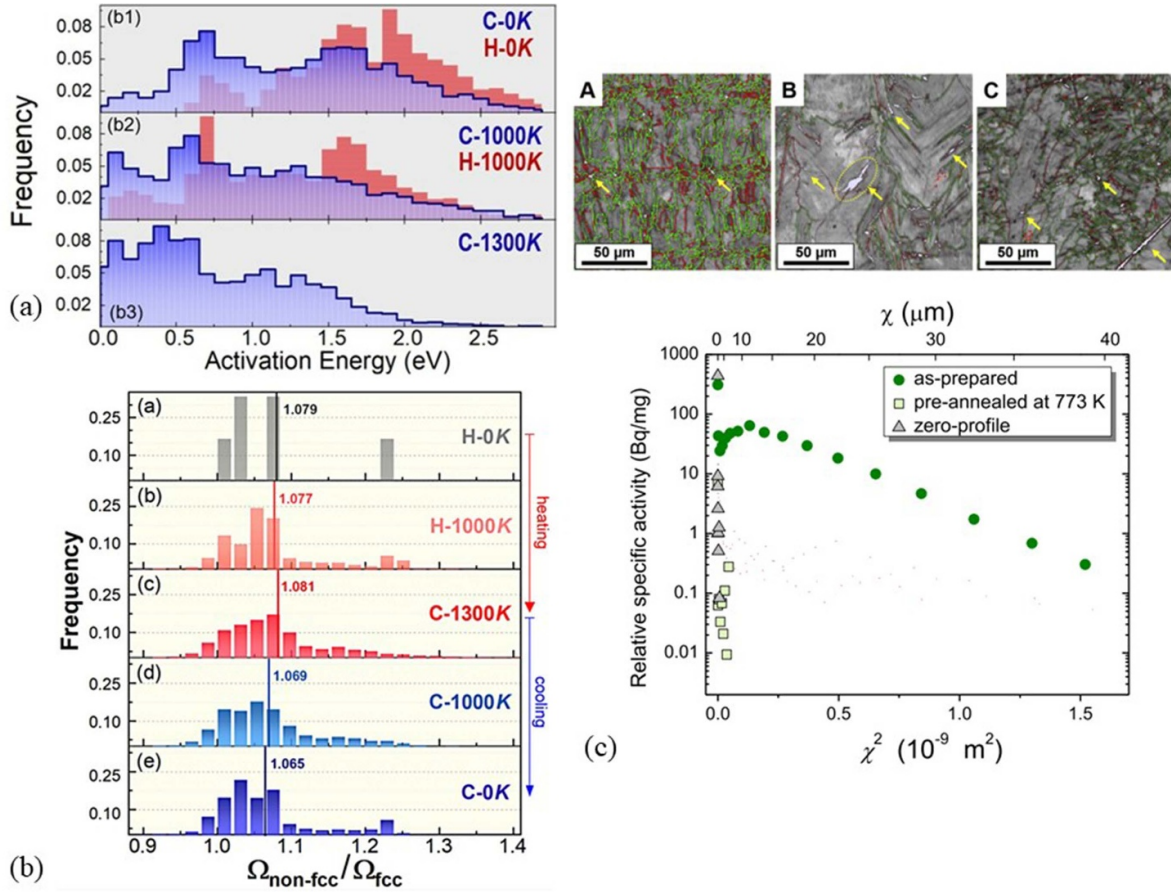 (b1)
C-0K
H-0K
0.08
0.05
0.02
(b2)
C-1000K
H-1000K
0.08
0.05
0.02
(b3)
C-1300K
0.08
0.05
0.02
Frequency
0.0 0.5 1.0 1.5 2.0 2.5
Activation Energy (eV)
(a)
A
50 µm
B
50 µm
C
50 µm
(a)
1.079
H-0K
0.25
0.10
(b)
1.077
H-1000K
0.25
0.10
(c)
1.081
C-1300K
0.25
0.10
(d)
1.069
C-1000K
0.25
0.10
(e)
1.065
C-0K
0.25
0.10
Frequency
heating
cooling
0.9 1.0 1.1 1.2 1.3 1.4
Ωnon-fcc/Ωfcc
(b)
χ (µm)
0 10 20 30 40
as-prepared
pre-annealed at 773 K
zero-profile
1000
100
10
1
0.1
0.01
Relative specific activity (Bq/mg)
0.0 0.5 1.0 1.5
χ² (10⁻⁹ m²)
(c)